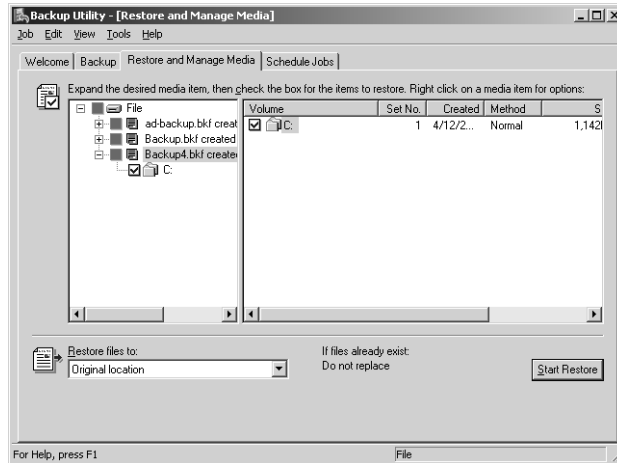 Backup Utility - [Restore and Manage Media]
Job Edit View Tools Help
Welcome Backup Restore and Manage Media Schedule Jobs
Expand the desired media item, then check the box for the items to restore. Right click on a media item for options:
File
ad-backup.bkf creat
Backup.bkf created
Backup4.bkf create
C:
Volume Set No. Created Method S
C: 1 4/12/2... Normal 1,142
Restore files to:
Original location
If files already exist:
Do not replace
Start Restore
For Help, press F1
File